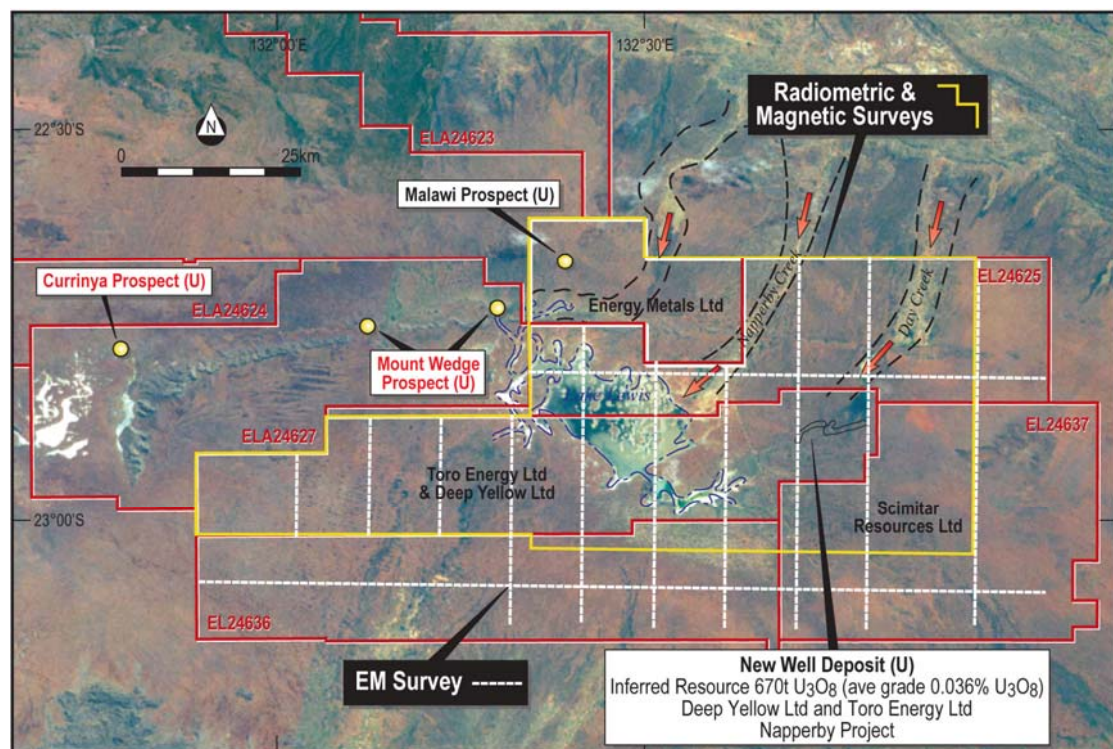 132°00'E
132°30'E
Radiometric &
Magnetic Surveys
22°30'S
N
0
25km
ELA24623
Malawi Prospect (U)
Currinya Prospect (U)
ELA24624
Energy Metals Ltd
Napperby Creek
Day Creek
EL24625
Mount Wedge
Prospect (U)
Lake Lewis
ELA24627
EL24637
Toro Energy Ltd
& Deep Yellow Ltd
Scimitar
Resources Ltd
23°00'S
EL24636
EM Survey ------
New Well Deposit (U)
Inferred Resource 670t U₃O₈ (ave grade 0.036% U₃O₈)
Deep Yellow Ltd and Toro Energy Ltd
Napperby Project